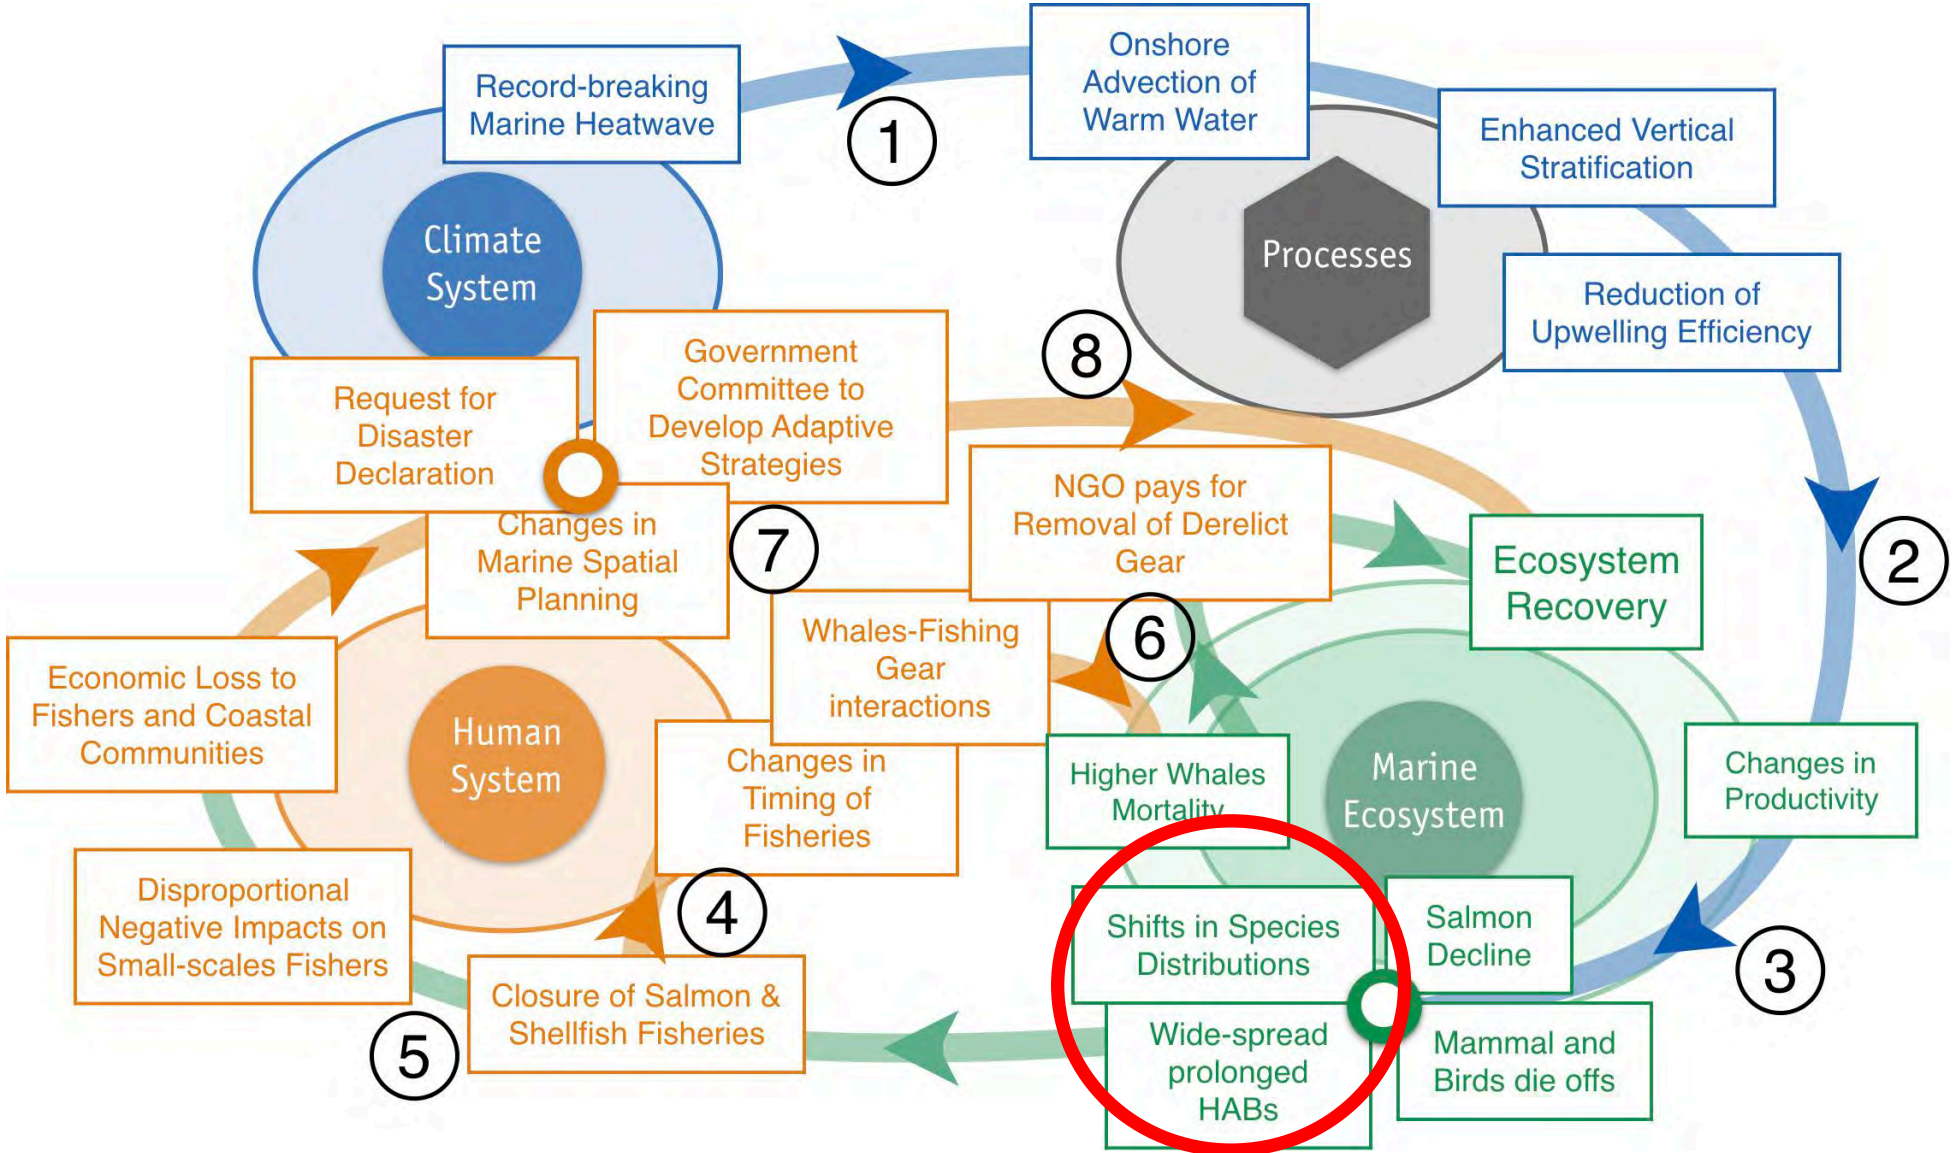 Record-breaking
Marine Heatwave
1
Onshore
Advection of
Warm Water
Enhanced Vertical
Stratification
Climate
System
Processes
Reduction of
Upwelling Efficiency
2
Request for
Disaster
Declaration
Government
Committee to
Develop Adaptive
Strategies
8
NGO pays for
Removal of Derelict
Gear
Ecosystem
Recovery
Changes in
Marine Spatial
Planning
7
Whales-Fishing
Gear
interactions
6
Economic Loss to
Fishers and Coastal
Communities
Human
System
Changes in
Timing of
Fisheries
Higher Whales
Mortality
Marine
Ecosystem
Changes in
Productivity
Disproportional
Negative Impacts on
Small-scales Fishers
4
Shifts in Species
Distributions
Salmon
Decline
3
Closure of Salmon &
Shellfish Fisheries
5
Wide-spread
prolonged
HABs
Mammal and
Birds die offs